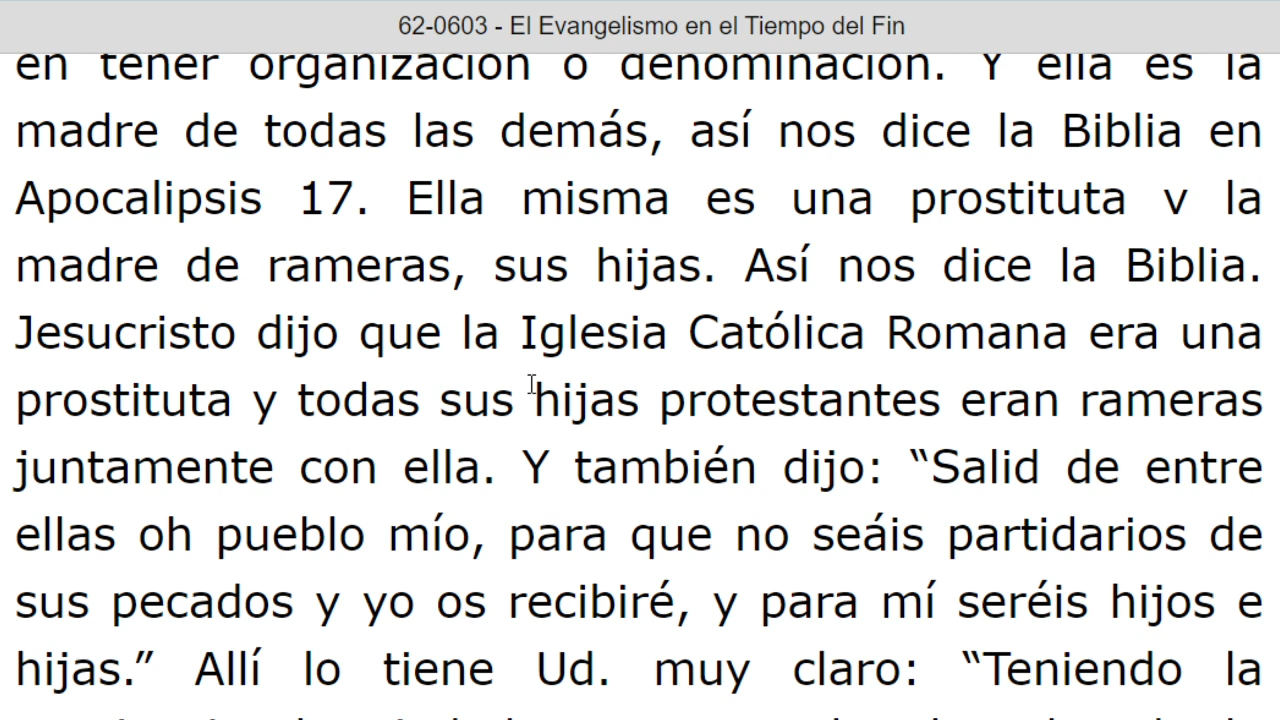 62-0603 - El Evangelismo en el Tiempo del Fin
en tener organización o denominación. Y ella es la
madre de todas las demás, así nos dice la Biblia en
Apocalipsis 17. Ella misma es una prostituta v la
madre de rameras, sus hijas. Así nos dice la Biblia.
Jesucristo dijo que la Iglesia Católica Romana era una
prostituta y todas sus hijas protestantes eran rameras
juntamente con ella. Y también dijo: “Salid de entre
ellas oh pueblo mío, para que no seáis partidarios de
sus pecados y yo os recibiré, y para mí seréis hijos e
hijas.” Allí lo tiene Ud. muy claro: “Teniendo la